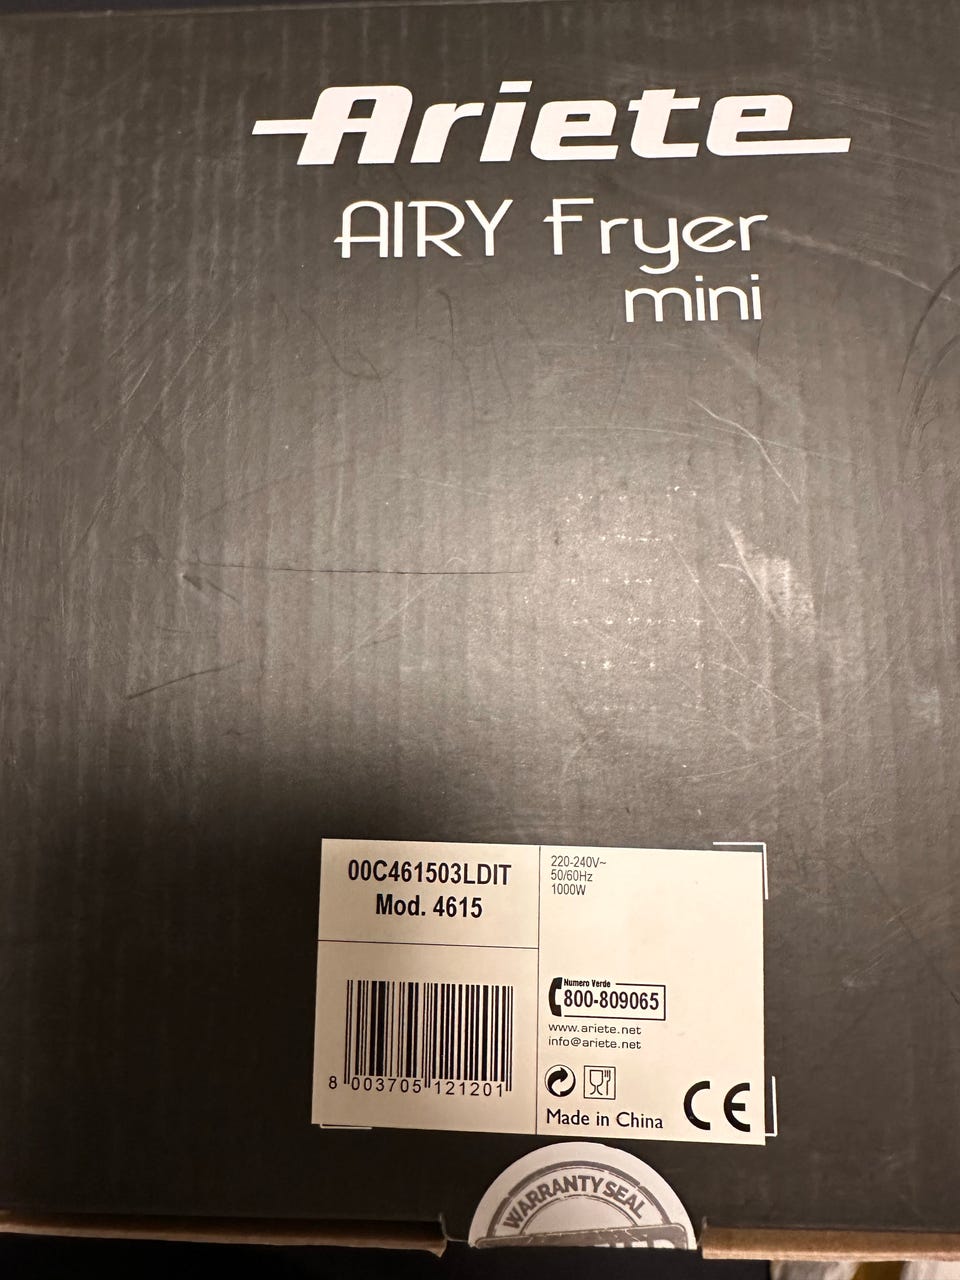 Ariete
AIRY Fryer
mini
00C461503LDIT
Mod. 4615
220-240V~
50/60Hz
1000W
Numero Verde
800-809065
www.ariete.net
info@ariete.net
8 003705 121201
Made in China
CE
WARRANTY SEAL